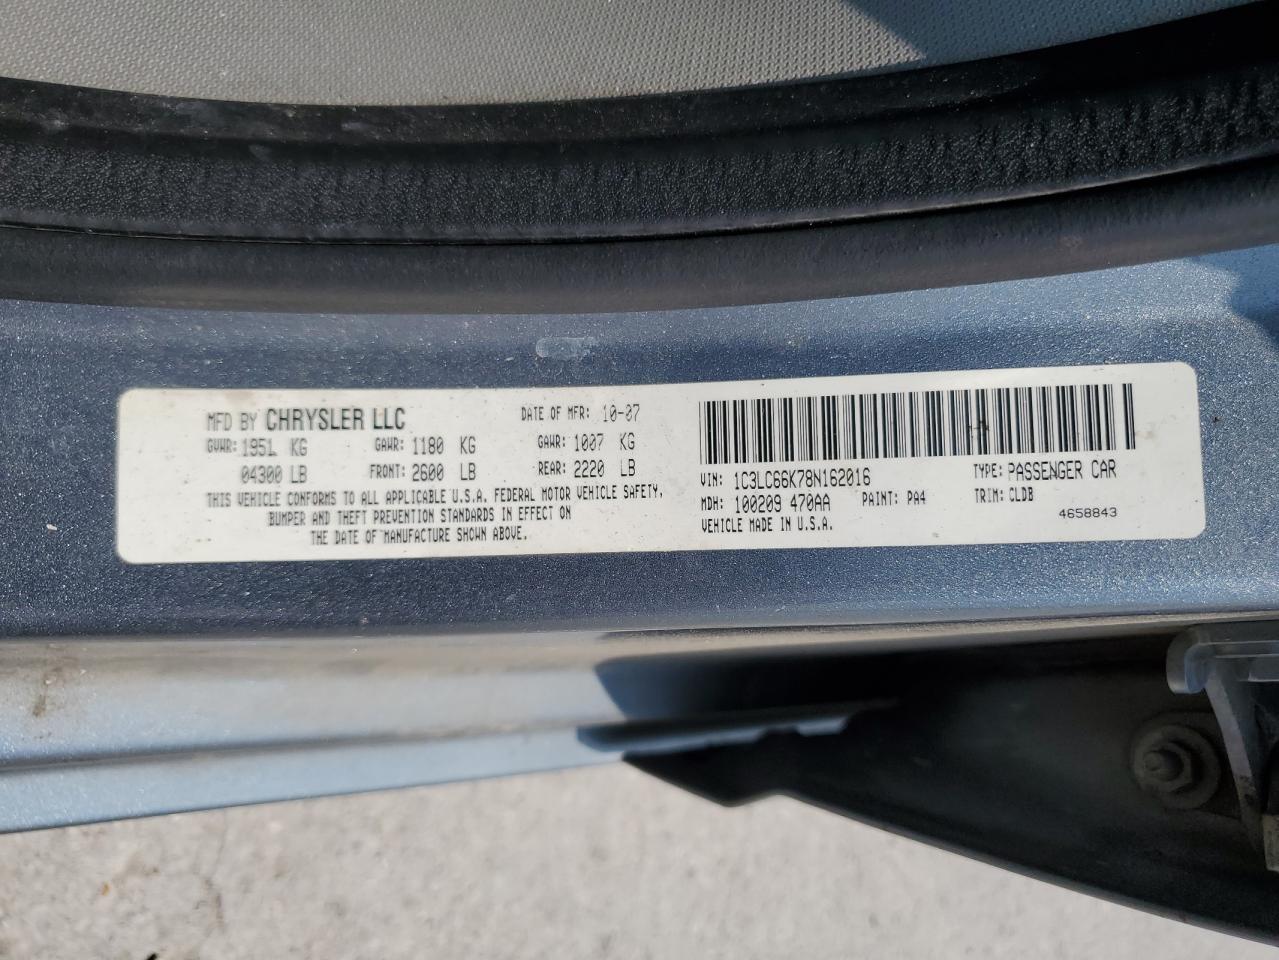 MFD BY CHRYSLER LLC DATE OF MFR: 10-07
GVWR: 1951 KG GAWR: 1180 KG GAWR: 1007 KG
04300 LB FRONT: 2600 LB REAR: 2220 LB
THIS VEHICLE CONFORMS TO ALL APPLICABLE U.S.A. FEDERAL MOTOR VEHICLE SAFETY,
BUMPER AND THEFT PREVENTION STANDARDS IN EFFECT ON
THE DATE OF MANUFACTURE SHOWN ABOVE.
VIN: 1C3LC66K78N162016 TYPE: PASSENGER CAR
MDH: 100209 470AA PAINT: PA4 TRIM: CLDB
VEHICLE MADE IN U.S.A. 4658843